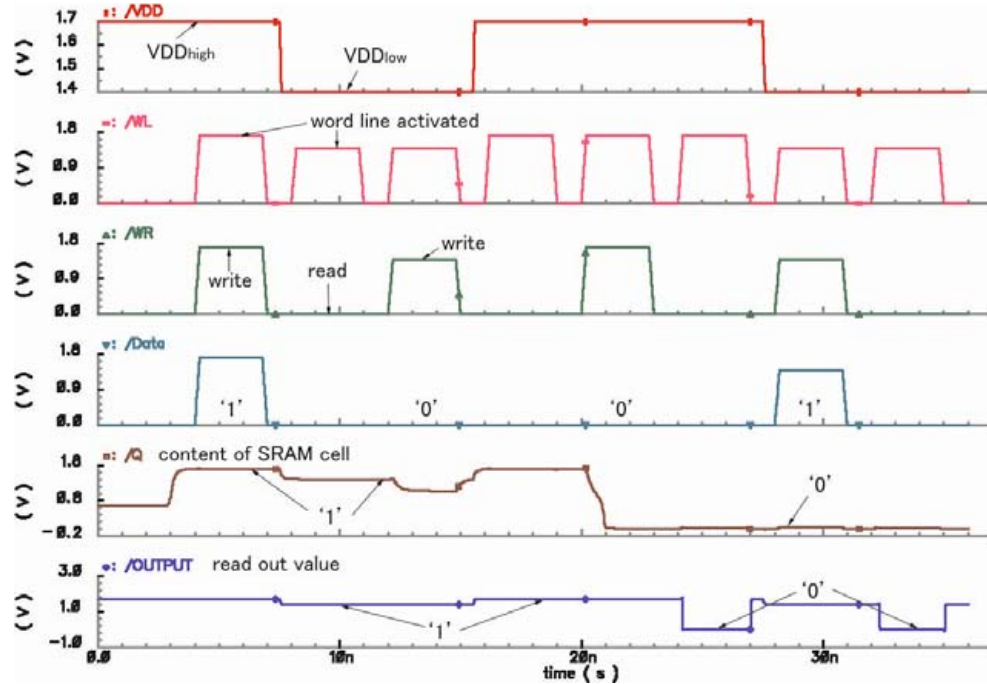 /VDD
(V)
1.7
1.6
1.5
1.4
VDDhigh
VDDlow
/WL
(V)
1.8
0.9
0.0
word line activated
/WR
(V)
1.8
0.9
0.0
write
read
write
/Data
(V)
1.8
0.9
0.0
'1'
'0'
'0'
'1'
/Q content of SRAM cell
(V)
1.8
0.8
-0.2
'1'
'0'
/OUTPUT read out value
(V)
3.0
1.0
-1.0
'1'
'0'
0.0
10n
20n
30n
time (s)